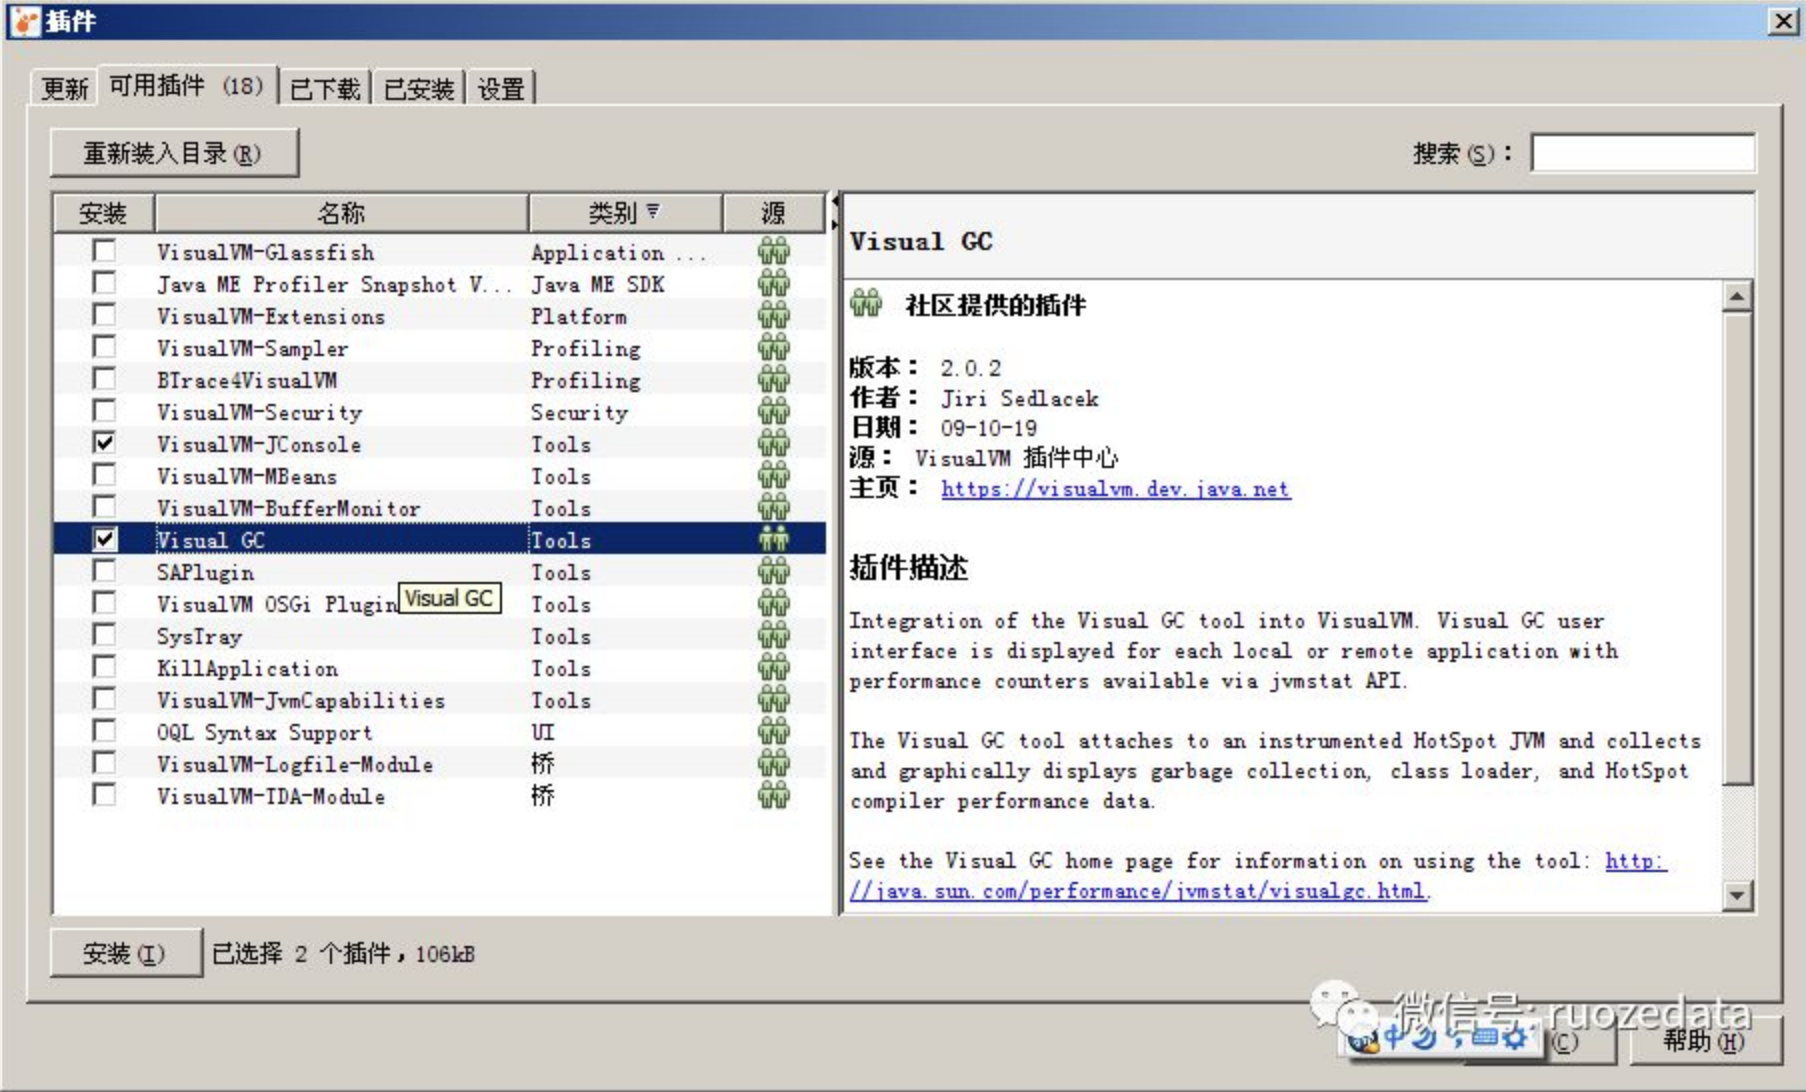 插件
更新 可用插件 (18) 已下载 已安装 设置
重新装入目录(R) 搜索(S)：
安装 名称 类别 源
VisualVM-Glassfish Application ...
Java ME Profiler Snapshot V... Java ME SDK
VisualVM-Extensions Platform
VisualVM-Sampler Profiling
BTrace4VisualVM Profiling
VisualVM-Security Security
VisualVM-JConsole Tools
VisualVM-MBeans Tools
VisualVM-BufferMonitor Tools
Visual GC Tools
SAPlugin Tools
VisualVM OSGi Plugin Tools
Visual GC
SysTray Tools
KillApplication Tools
VisualVM-JvmCapabilities Tools
OQL Syntax Support UI
VisualVM-Logfile-Module 桥
VisualVM-TDA-Module 桥
Visual GC
社区提供的插件
版本： 2.0.2
作者： Jiri Sedlacek
日期： 09-10-19
源： VisualVM 插件中心
主页： https://visualvm.dev.java.net
插件描述
Integration of the Visual GC tool into VisualVM. Visual GC user
interface is displayed for each local or remote application with
performance counters available via jvmstat API.
The Visual GC tool attaches to an instrumented HotSpot JVM and collects
and graphically displays garbage collection, class loader, and HotSpot
compiler performance data.
See the Visual GC home page for information on using the tool: http:
//java.sun.com/performance/jvmstat/visualgc.html.
安装(I) 已选择 2 个插件，106kB
微信号: ruozedata
中 (C) 帮助(H)